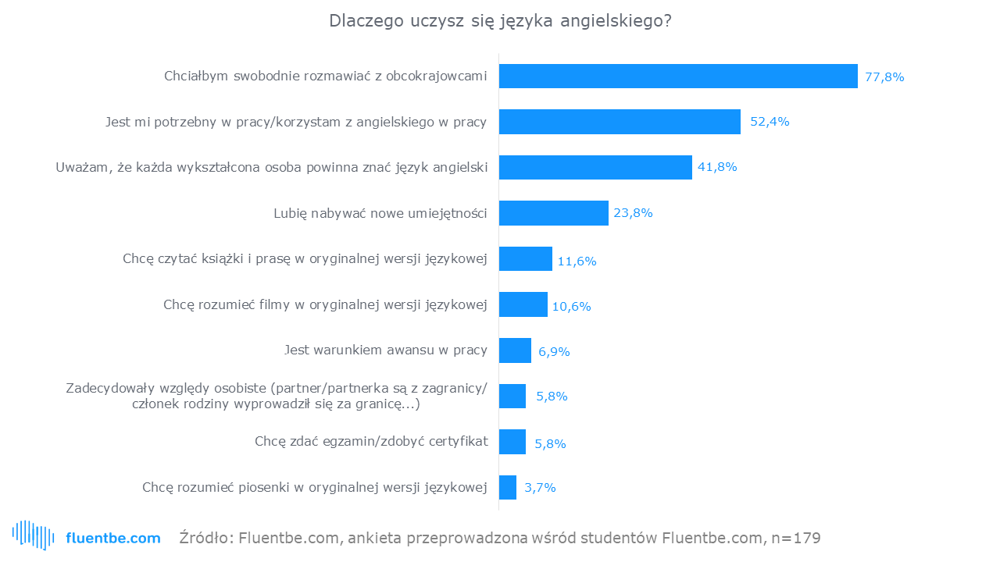 Dlaczego uczysz się języka angielskiego?
Chciałbym swobodnie rozmawiać z obcokrajowcami
77,8%
Jest mi potrzebny w pracy/korzystam z angielskiego w pracy
52,4%
Uważam, że każda wykształcona osoba powinna znać język angielski
41,8%
Lubię nabywać nowe umiejętności
23,8%
Chcę czytać książki i prasę w oryginalnej wersji językowej
11,6%
Chcę rozumieć filmy w oryginalnej wersji językowej
10,6%
Jest warunkiem awansu w pracy
6,9%
Zadecydowały względy osobiste (partner/partnerka są z zagranicy/
członek rodziny wyprowadził się za granicę...)
5,8%
Chcę zdać egzamin/zdobyć certyfikat
5,8%
Chcę rozumieć piosenki w oryginalnej wersji językowej
3,7%
fluentbe.com
Źródło: Fluentbe.com, ankieta przeprowadzona wśród studentów Fluentbe.com, n=179